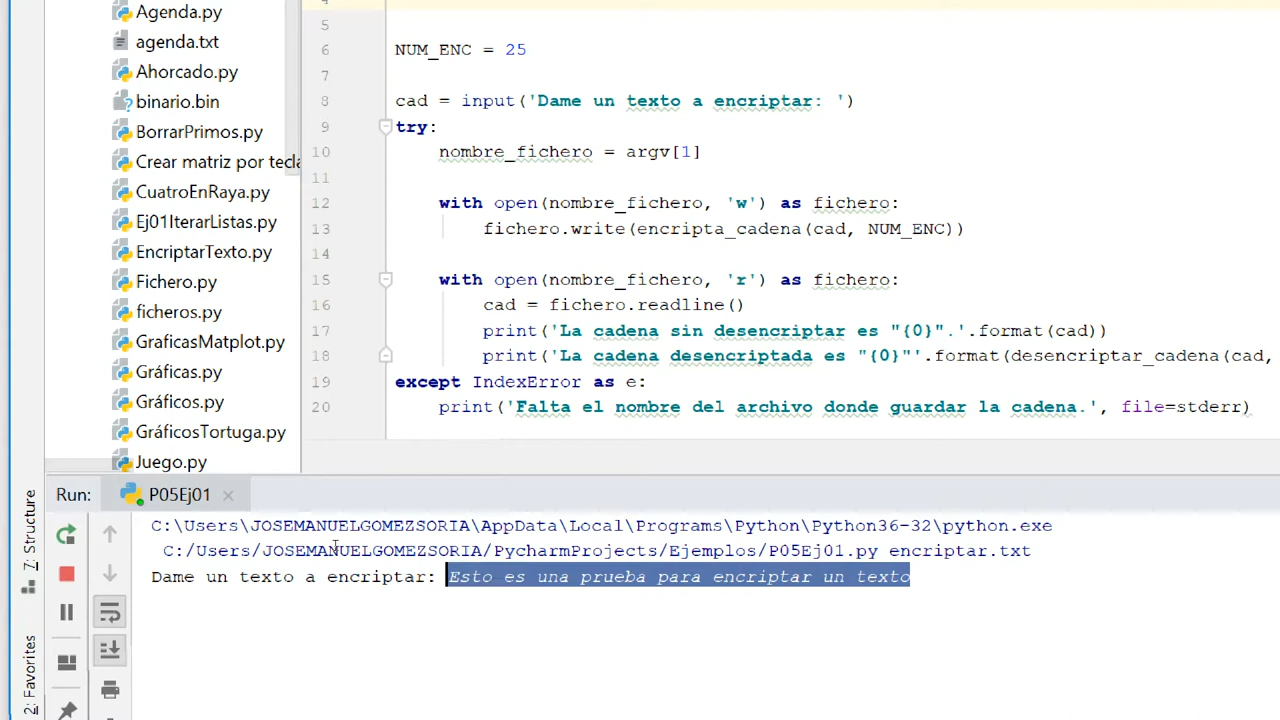 Agenda.py
agenda.txt
Ahorcado.py
binario.bin
BorrarPrimos.py
Crear matriz por tecla
CuatroEnRaya.py
Ej01IterarListas.py
EncriptarTexto.py
Fichero.py
ficheros.py
GraficasMatplot.py
Gráficas.py
Gráficos.py
GráficosTortuga.py
Juego.py
4
5
6 NUM_ENC = 25
7
8 cad = input('Dame un texto a encriptar: ')
9 try:
10 nombre_fichero = argv[1]
11
12 with open(nombre_fichero, 'w') as fichero:
13 fichero.write(encripta_cadena(cad, NUM_ENC))
14
15 with open(nombre_fichero, 'r') as fichero:
16 cad = fichero.readline()
17 print('La cadena sin desencriptar es "{0}".'.format(cad))
18 print('La cadena desencriptada es "{0}"'.format(desencriptar_cadena(cad,
19 except IndexError as e:
20 print('Falta el nombre del archivo donde guardar la cadena.', file=stderr)
Run: P05Ej01
C:\Users\JOSEMANUELGOMEZSORIA\AppData\Local\Programs\Python\Python36-32\python.exe
C:/Users/JOSEMANUELGOMEZSORIA/PycharmProjects/Ejemplos/P05Ej01.py encriptar.txt
Dame un texto a encriptar: Esto es una prueba para encriptar un texto
7: Structure
2: Favorites